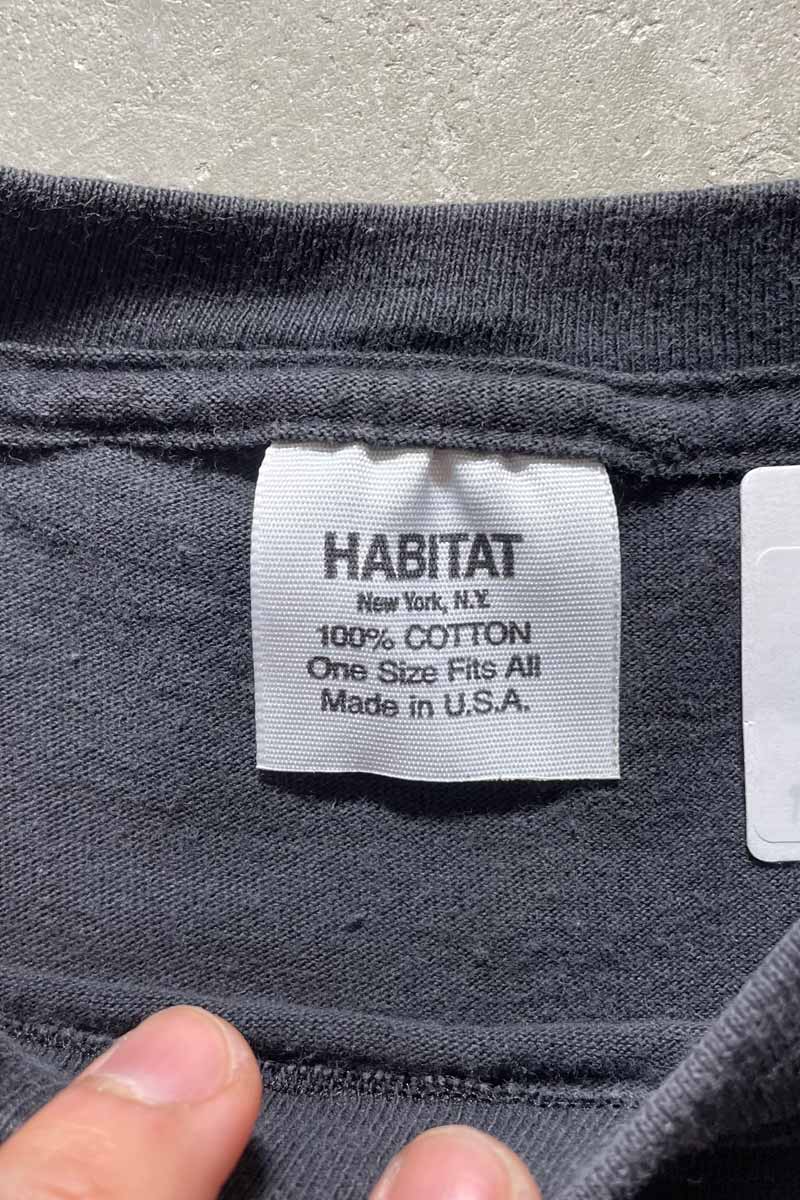 HABITAT
New York, N.Y.
100% COTTON
One Size Fits All
Made in U.S.A.